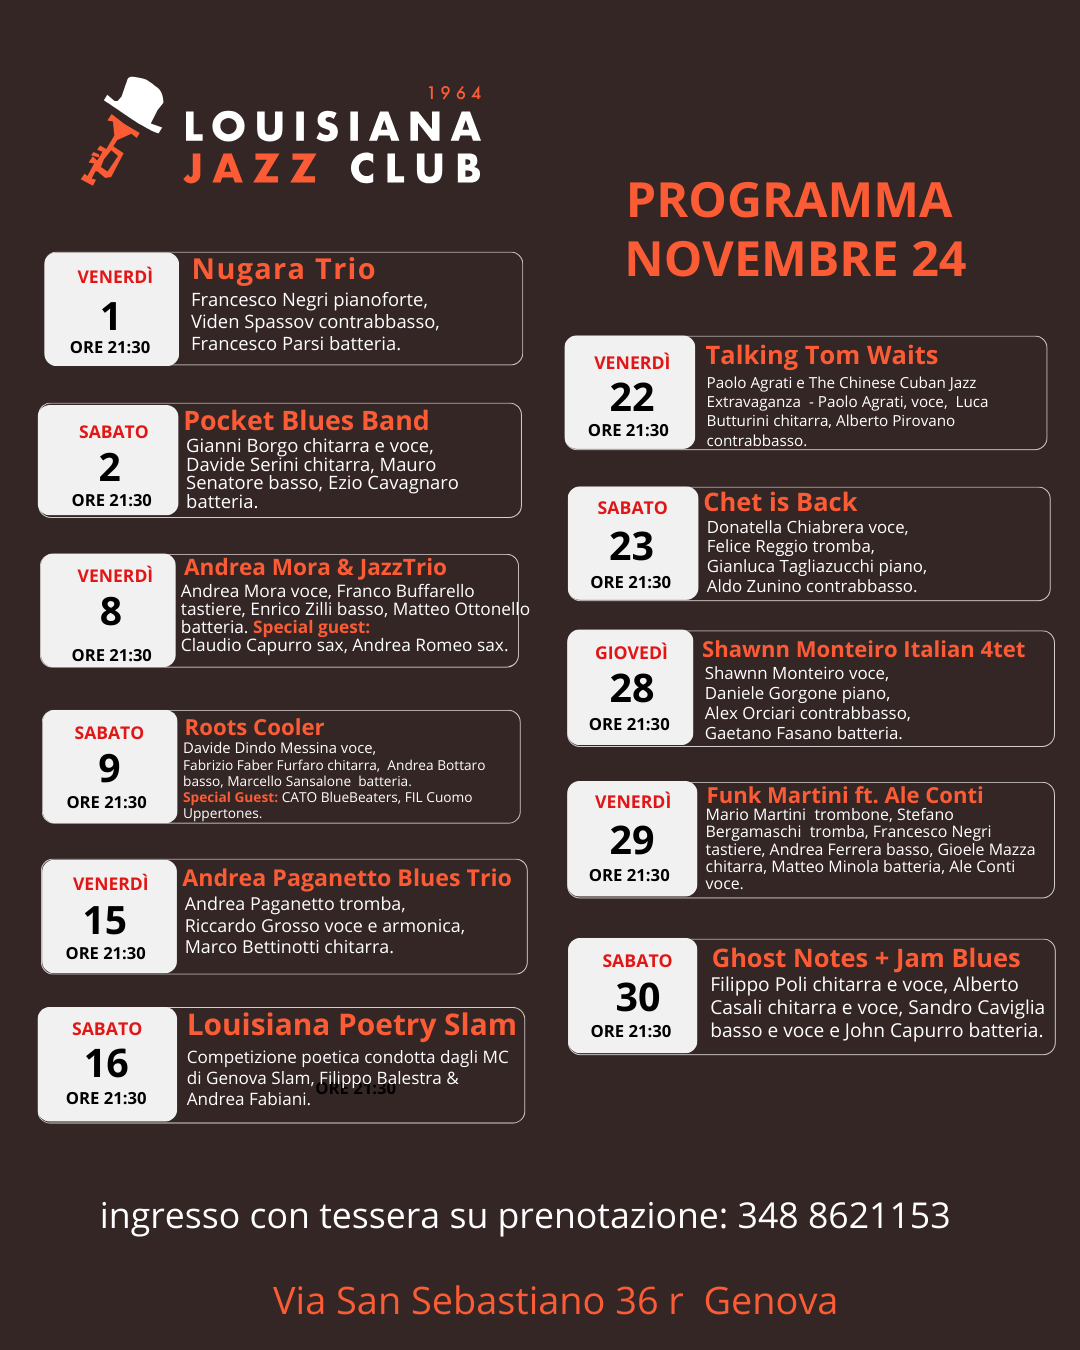 1964
LOUISIANA
JAZZ CLUB
PROGRAMMA
NOVEMBRE 24
VENERDÌ
1
ORE 21:30
Nugara Trio
Francesco Negri pianoforte,
Viden Spassov contrabbasso,
Francesco Parsi batteria.
SABATO
2
ORE 21:30
Pocket Blues Band
Gianni Borgo chitarra e voce,
Davide Serini chitarra, Mauro
Senatore basso, Ezio Cavagnaro
batteria.
VENERDÌ
8
ORE 21:30
Andrea Mora & JazzTrio
Andrea Mora voce, Franco Buffarello
tastiere, Enrico Zilli basso, Matteo Ottonello
batteria. Special guest:
Claudio Capurro sax, Andrea Romeo sax.
SABATO
9
ORE 21:30
Roots Cooler
Davide Dindo Messina voce,
Fabrizio Faber Furfaro chitarra,  Andrea Bottaro
basso, Marcello Sansalone  batteria.
Special Guest: CATO BlueBeaters, FIL Cuomo
Uppertones.
VENERDÌ
15
ORE 21:30
Andrea Paganetto Blues Trio
Andrea Paganetto tromba,
Riccardo Grosso voce e armonica,
Marco Bettinotti chitarra.
SABATO
16
ORE 21:30
Louisiana Poetry Slam
Competizione poetica condotta dagli MC
di Genova Slam, Filippo Balestra &
Andrea Fabiani.
ORE 21:30
VENERDÌ
22
ORE 21:30
Talking Tom Waits
Paolo Agrati e The Chinese Cuban Jazz
Extravaganza  - Paolo Agrati, voce,  Luca
Butturini chitarra, Alberto Pirovano
contrabbasso.
SABATO
23
ORE 21:30
Chet is Back
Donatella Chiabrera voce,
Felice Reggio tromba,
Gianluca Tagliazucchi piano,
Aldo Zunino contrabbasso.
GIOVEDÌ
28
ORE 21:30
Shawnn Monteiro Italian 4tet
Shawnn Monteiro voce,
Daniele Gorgone piano,
Alex Orciari contrabbasso,
Gaetano Fasano batteria.
VENERDÌ
29
ORE 21:30
Funk Martini ft. Ale Conti
Mario Martini  trombone, Stefano
Bergamaschi  tromba, Francesco Negri
tastiere, Andrea Ferrera basso, Gioele Mazza
chitarra, Matteo Minola batteria, Ale Conti
voce.
SABATO
30
ORE 21:30
Ghost Notes + Jam Blues
Filippo Poli chitarra e voce, Alberto
Casali chitarra e voce, Sandro Caviglia
basso e voce e John Capurro batteria.
ingresso con tessera su prenotazione: 348 8621153
Via San Sebastiano 36 r  Genova